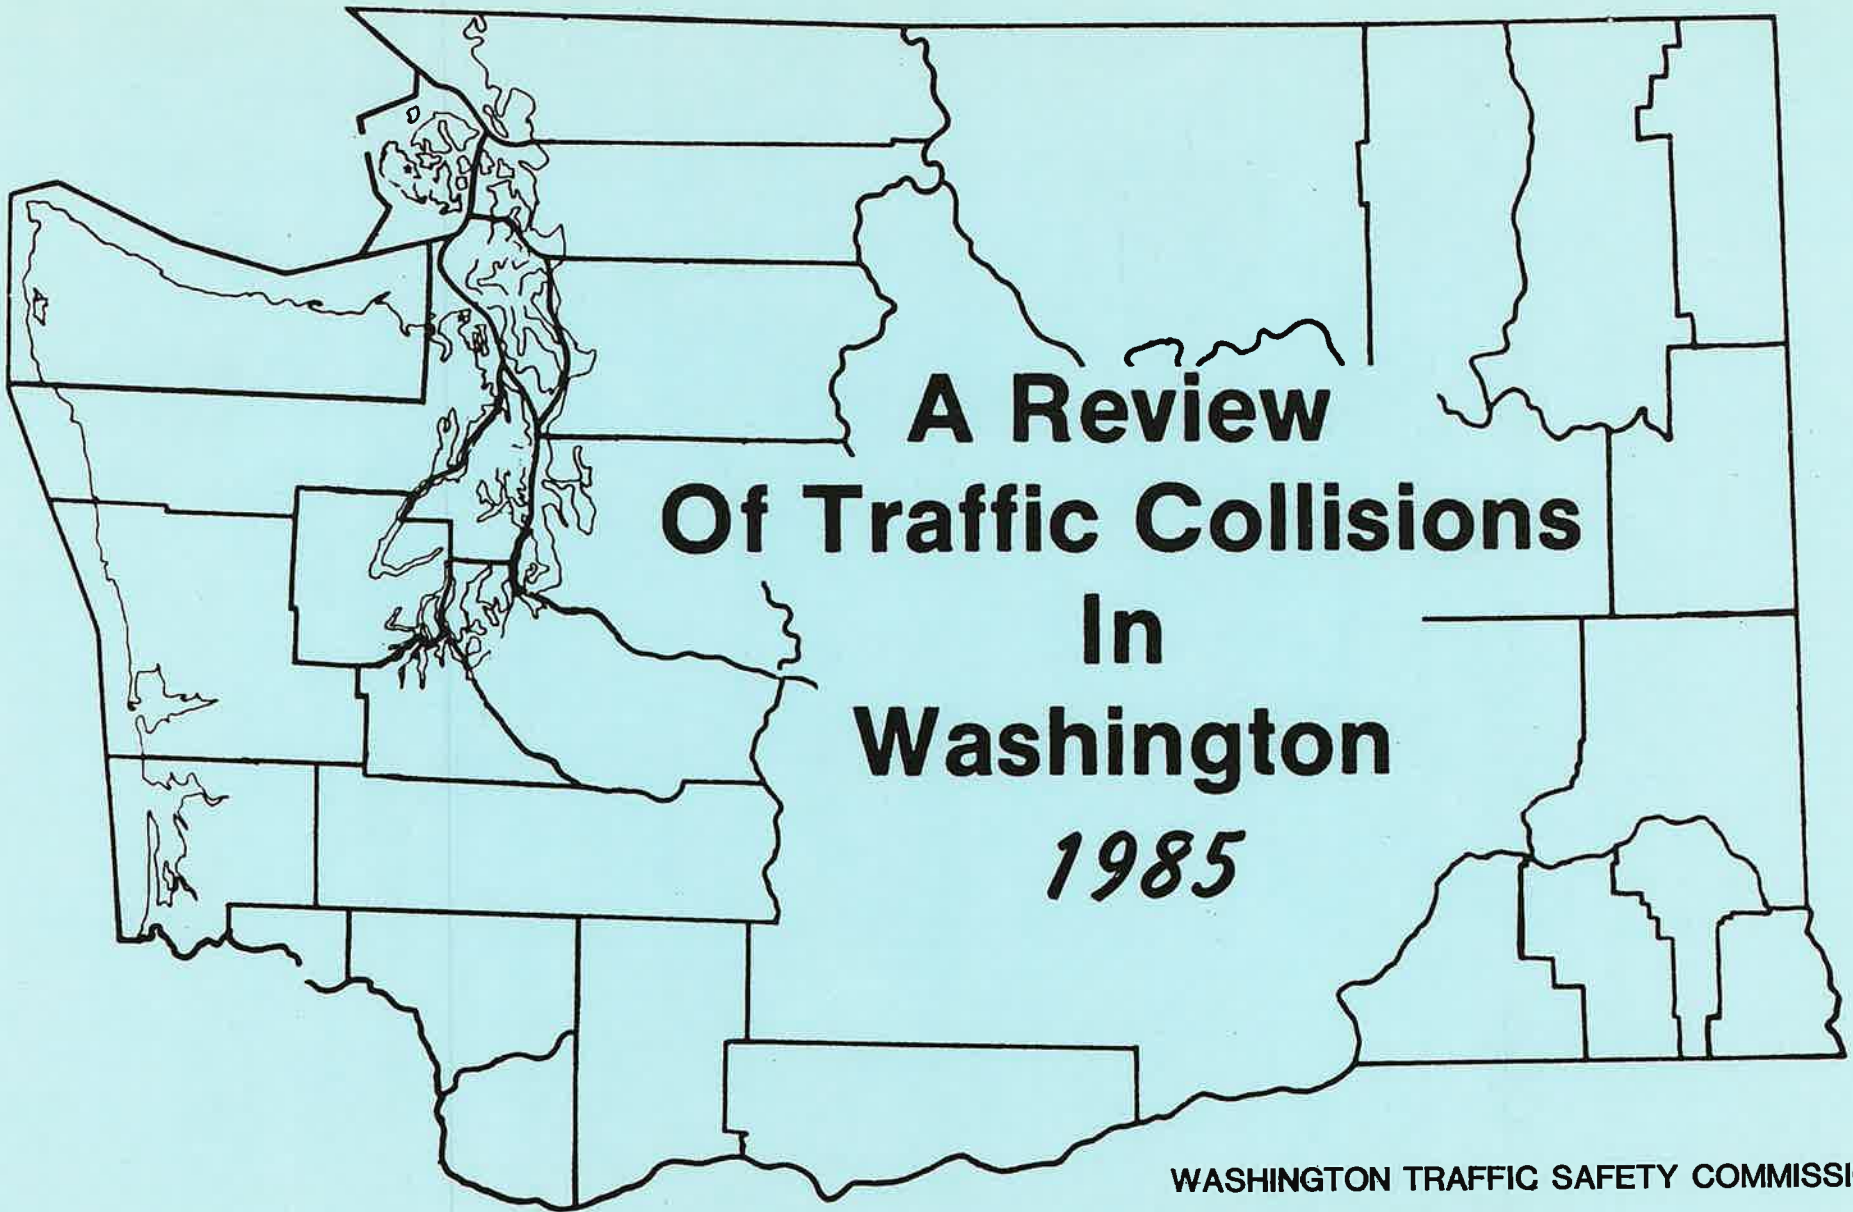 A Review
Of Traffic Collisions
In
Washington
1985
WASHINGTON TRAFFIC SAFETY COMMISSI